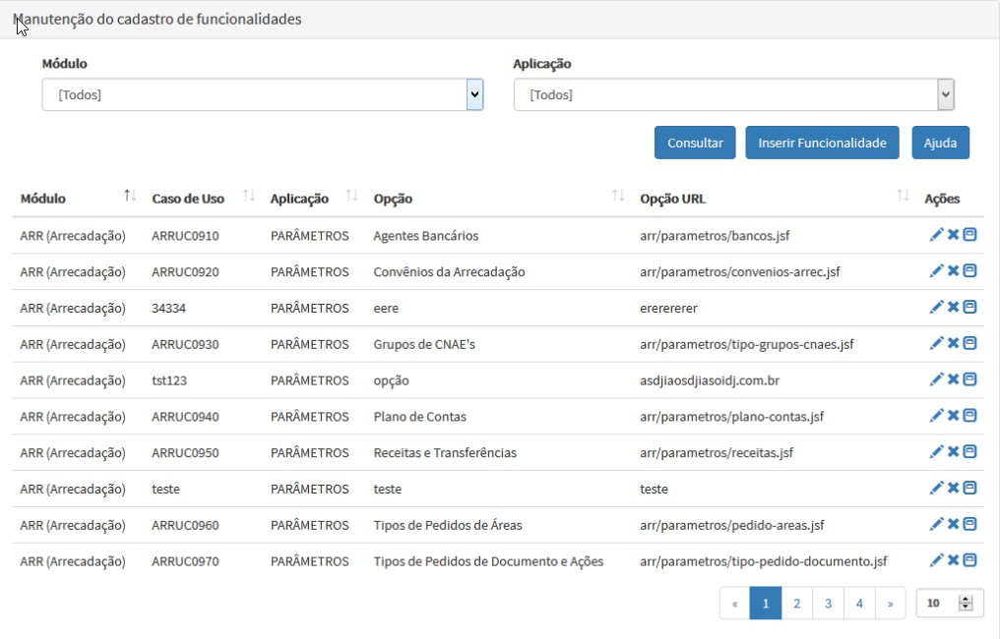 Manutenção do cadastro de funcionalidades
Módulo Aplicação
[Todos] [Todos]
Consultar Inserir Funcionalidade Ajuda
Módulo Caso de Uso Aplicação Opção Opção URL Ações
ARR (Arrecadação) ARRUC0910 PARÂMETROS Agentes Bancários arr/parametros/bancos.jsf
ARR (Arrecadação) ARRUC0920 PARÂMETROS Convênios da Arrecadação arr/parametros/convenios-arrec.jsf
ARR (Arrecadação) 34334 PARÂMETROS eere erererererer
ARR (Arrecadação) ARRUC0930 PARÂMETROS Grupos de CNAE's arr/parametros/tipo-grupos-cnaes.jsf
ARR (Arrecadação) tst123 PARÂMETROS opção asdjiaosdjiasoidj.com.br
ARR (Arrecadação) ARRUC0940 PARÂMETROS Plano de Contas arr/parametros/plano-contas.jsf
ARR (Arrecadação) ARRUC0950 PARÂMETROS Receitas e Transferências arr/parametros/receitas.jsf
ARR (Arrecadação) teste PARÂMETROS teste teste
ARR (Arrecadação) ARRUC0960 PARÂMETROS Tipos de Pedidos de Áreas arr/parametros/pedido-areas.jsf
ARR (Arrecadação) ARRUC0970 PARÂMETROS Tipos de Pedidos de Documento e Ações arr/parametros/tipo-pedido-documento.jsf
« 1 2 3 4 » 10